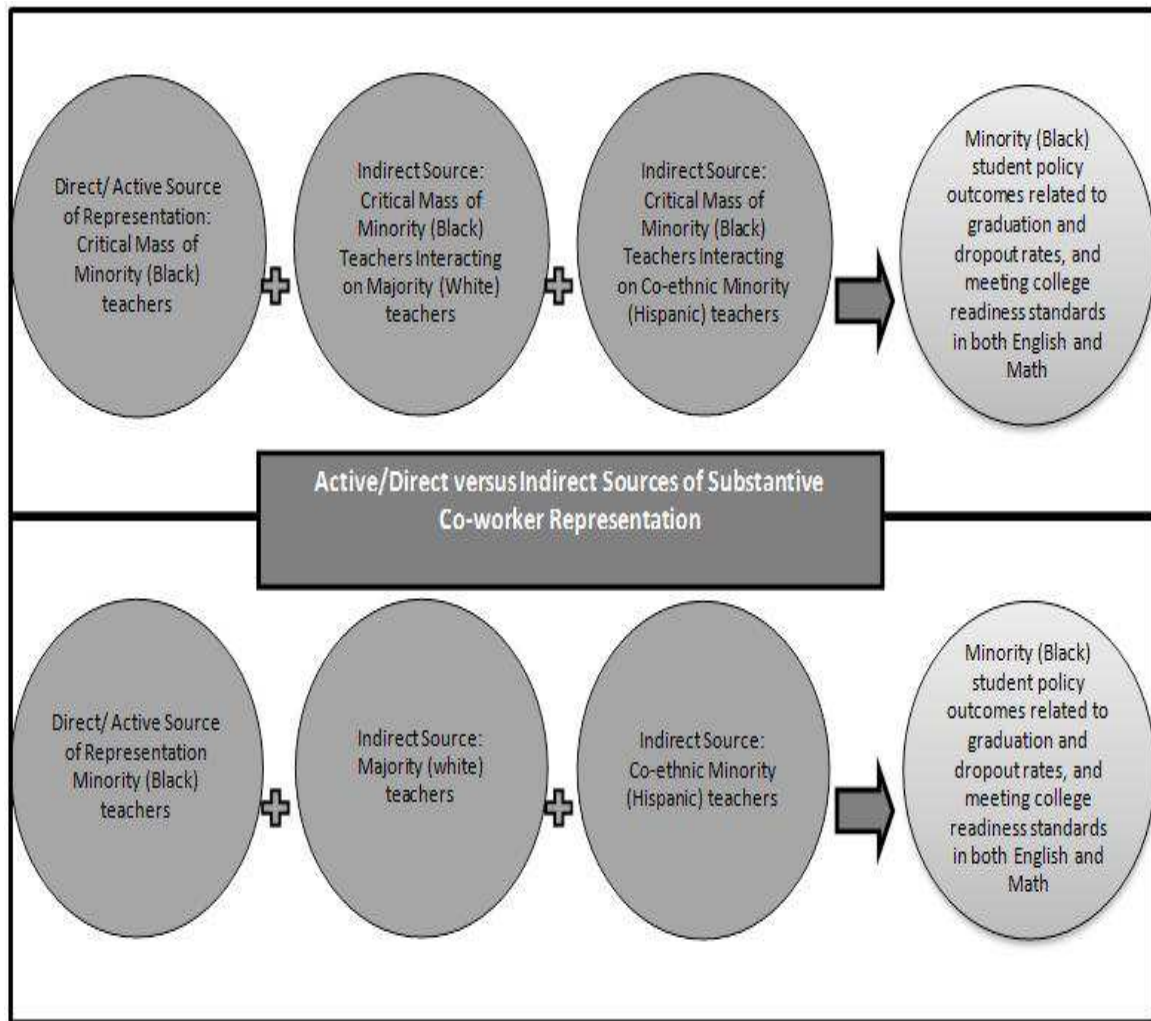 Direct/ Active Source
of Representation:
Critical Mass of
Minority (Black)
teachers
Indirect Source:
Critical Mass of
Minority (Black)
Teachers Interacting
on Majority (White)
teachers
Indirect Source:
Critical Mass of
Minority (Black)
Teachers Interacting
on Co-ethnic Minority
(Hispanic) teachers
Minority (Black)
student policy
outcomes related to
graduation and
dropout rates, and
meeting college
readiness standards
in both English and
Math
Active/Direct versus Indirect Sources of Substantive
Co-worker Representation
Direct/ Active Source
of Representation
Minority (Black)
teachers
Indirect Source:
Majority (white)
teachers
Indirect Source:
Co-ethnic Minority
(Hispanic) teachers
Minority (Black)
student policy
outcomes related to
graduation and
dropout rates, and
meeting college
readiness standards
in both English and
Math